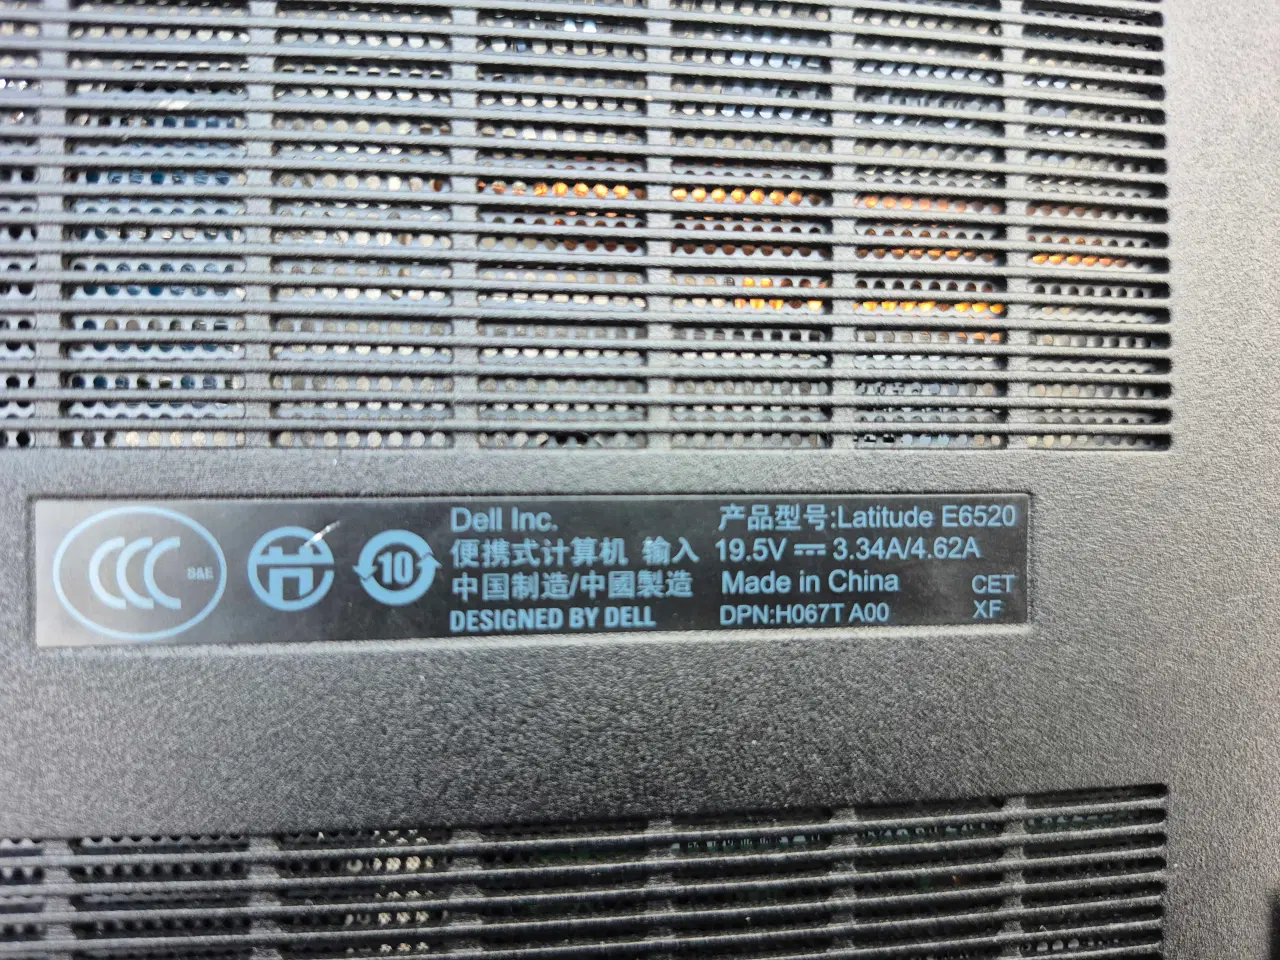 CCC S&E
10
Dell Inc.
便携式计算机 输入
中国制造/中國製造
DESIGNED BY DELL
产品型号:Latitude E6520
19.5V ⎓ 3.34A/4.62A
Made in China
DPN:H067T A00
CET
XF